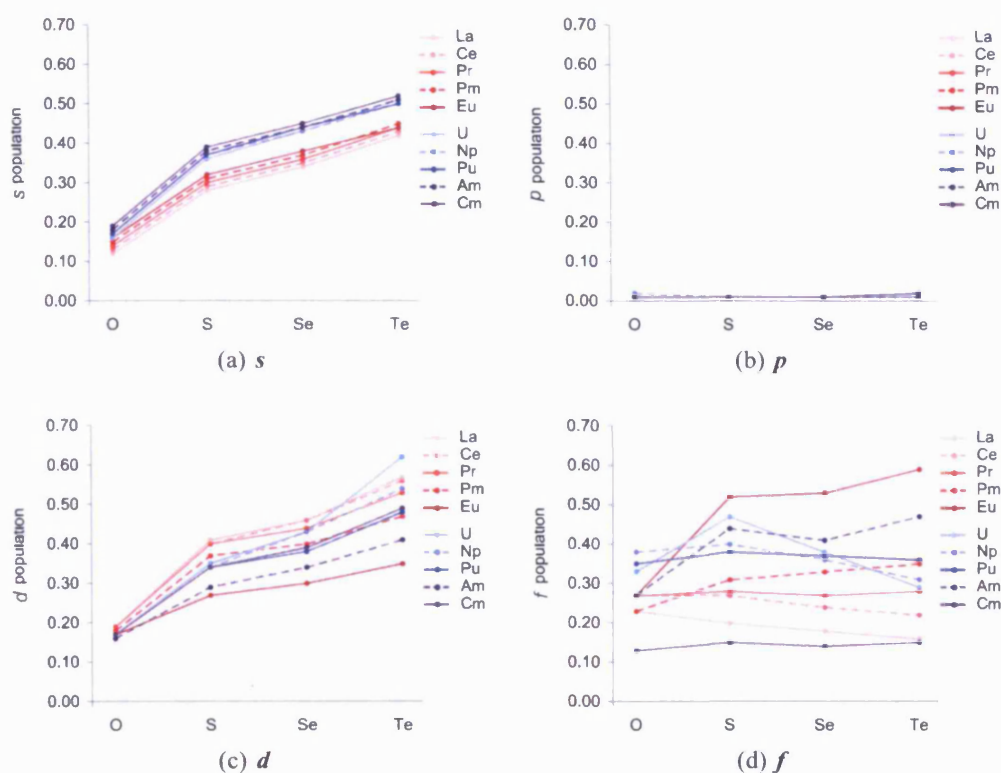 0.70
0.60
0.50
0.40
0.30
0.20
0.10
0.00
s population
O S Se Te
La
Ce
Pr
Pm
Eu
U
Np
Pu
Am
Cm
(a) s
0.70
0.60
0.50
0.40
0.30
0.20
0.10
0.00
p population
O S Se Te
La
Ce
Pr
Pm
Eu
U
Np
Pu
Am
Cm
(b) p
0.70
0.60
0.50
0.40
0.30
0.20
0.10
0.00
d population
O S Se Te
La
Ce
Pr
Pm
Eu
U
Np
Pu
Am
Cm
(c) d
0.70
0.60
0.50
0.40
0.30
0.20
0.10
0.00
f population
O S Se Te
La
Ce
Pr
Pm
Eu
U
Np
Pu
Am
Cm
(d) f